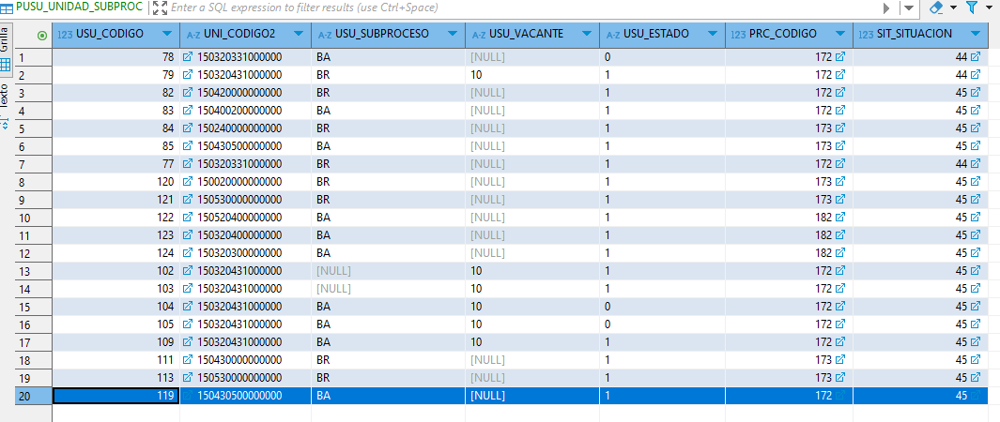 PUSU_UNIDAD_SUBPROC Enter a SQL expression to filter results (use Ctrl+Space)
Grilla
Texto
123 USU_CODIGO A-Z UNI_CODIGO2 A-Z USU_SUBPROCESO A-Z USU_VACANTE A-Z USU_ESTADO 123 PRC_CODIGO 123 SIT_SITUACION
1 78 150320331000000 BA [NULL] 0 172 44
2 79 150320431000000 BR 10 1 172 44
3 82 150420000000000 BR [NULL] 1 172 45
4 83 150400200000000 BA [NULL] 1 172 45
5 84 150240000000000 BR [NULL] 1 173 45
6 85 150430500000000 BA [NULL] 1 173 45
7 77 150320331000000 BR [NULL] 1 172 44
8 120 150020000000000 BR [NULL] 1 173 45
9 121 150530000000000 BR [NULL] 1 173 45
10 122 150520400000000 BA [NULL] 1 182 45
11 123 150320400000000 BA [NULL] 1 182 45
12 124 150320300000000 BA [NULL] 1 182 45
13 102 150320431000000 [NULL] 10 1 172 45
14 103 150320431000000 [NULL] 10 1 172 45
15 104 150320431000000 BA 10 0 172 45
16 105 150320431000000 BA 10 0 172 45
17 109 150320431000000 BA 10 1 172 45
18 111 150430000000000 BR [NULL] 1 173 45
19 113 150530000000000 BR [NULL] 1 173 45
20 119 150430500000000 BA [NULL] 1 172 45